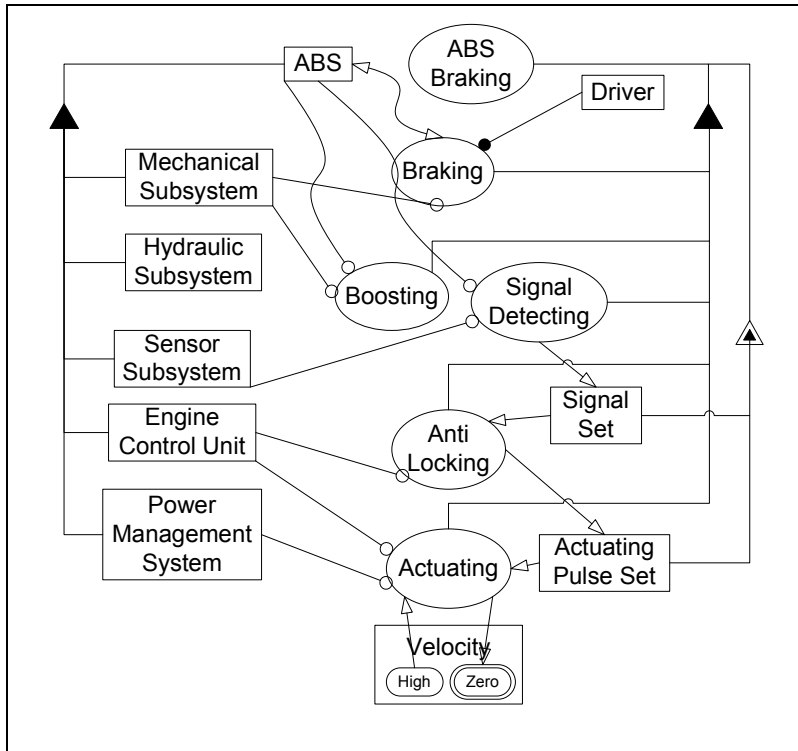 ABS
ABS
Braking
Driver
Mechanical
Subsystem
Braking
Hydraulic
Subsystem
Boosting
Signal
Detecting
Sensor
Subsystem
Signal
Set
Engine
Control Unit
Anti
Locking
Power
Management
System
Actuating
Actuating
Pulse Set
Velocity
High
Zero